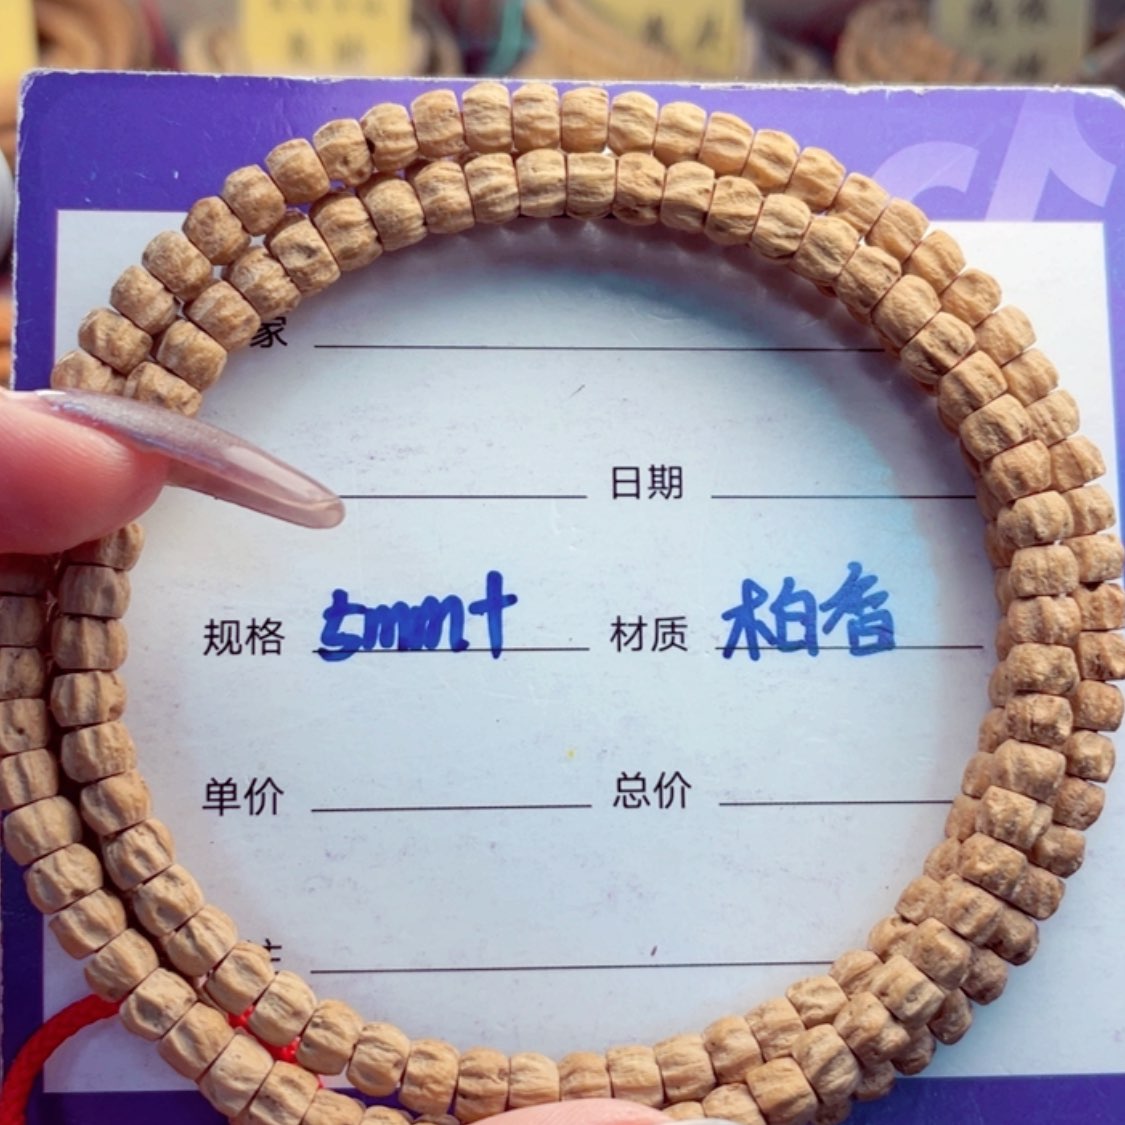 家
日期
规格 5mm+ 材质 柏香
单价 总价